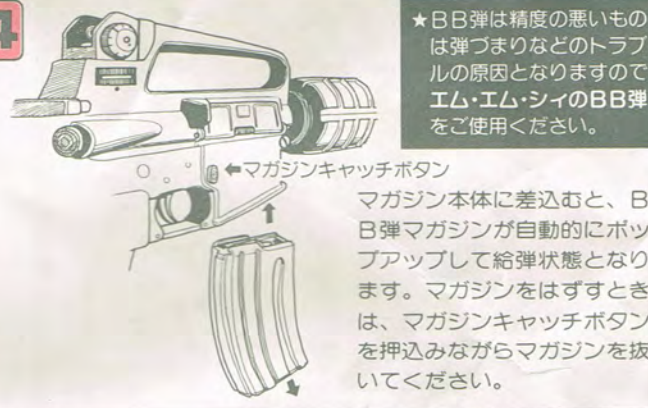 4
★BB弾は精度の悪いもの
は弾づまりなどのトラブ
ルの原因となりますので
エム・エム・シィのBB弾
をご使用ください。
⬅マガジンキャッチボタン
マガジン本体に差込むと、B
B弾マガジンが自動的にポッ
プアップして給弾状態となり
ます。マガジンをはずすとき
は、マガジンキャッチボタン
を押込みながらマガジンを抜
いてください。